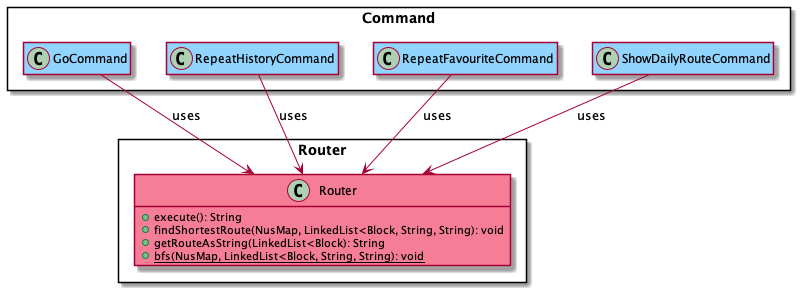 Command
C GoCommand
C RepeatHistoryCommand
C RepeatFavouriteCommand
C ShowDailyRouteCommand
uses
uses
uses
uses
Router
C Router
execute(): String
findShortestRoute(NusMap, LinkedList<Block, String, String): void
getRouteAsString(LinkedList<Block): String
bfs(NusMap, LinkedList<Block, String, String): void